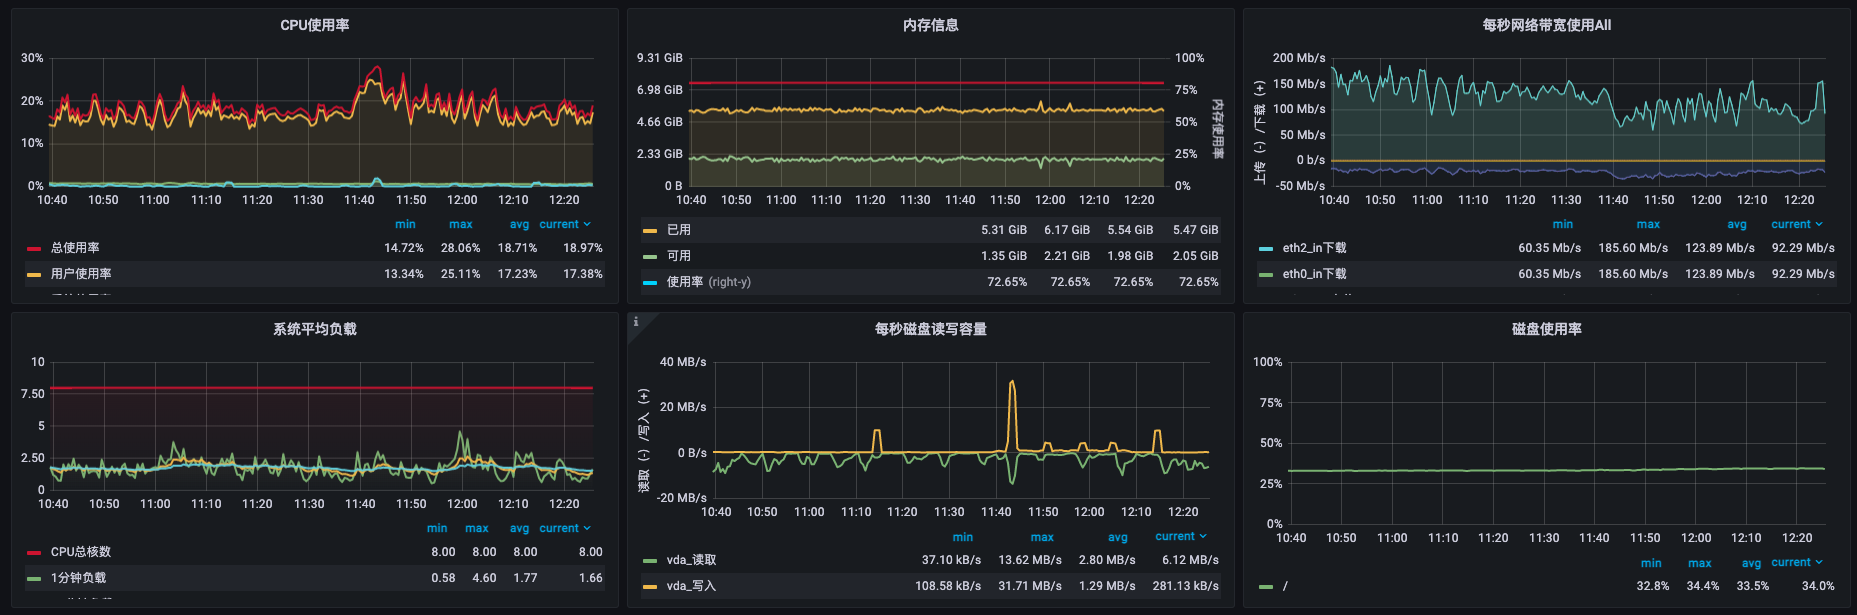 CPU使用率
30%
20%
10%
0%
10:40 10:50 11:00 11:10 11:20 11:30 11:40 11:50 12:00 12:10 12:20
min max avg current
总使用率 14.72% 28.06% 18.71% 18.97%
用户使用率 13.34% 25.11% 17.23% 17.38%
内存信息
9.31 GiB 100%
6.98 GiB 75%
4.66 GiB 50%
2.33 GiB 25%
0 B 0%
内存使用率
10:40 10:50 11:00 11:10 11:20 11:30 11:40 11:50 12:00 12:10 12:20
已用 5.31 GiB 6.17 GiB 5.54 GiB 5.47 GiB
可用 1.35 GiB 2.21 GiB 1.98 GiB 2.05 GiB
使用率 (right-y) 72.65% 72.65% 72.65% 72.65%
每秒网络带宽使用All
上传 (-) /下载 (+)
200 Mb/s
150 Mb/s
100 Mb/s
50 Mb/s
0 b/s
-50 Mb/s
10:40 10:50 11:00 11:10 11:20 11:30 11:40 11:50 12:00 12:10 12:20
min max avg current
eth2_in下载 60.35 Mb/s 185.60 Mb/s 123.89 Mb/s 92.29 Mb/s
eth0_in下载 60.35 Mb/s 185.60 Mb/s 123.89 Mb/s 92.29 Mb/s
系统平均负载
10
7.50
5
2.50
0
10:40 10:50 11:00 11:10 11:20 11:30 11:40 11:50 12:00 12:10 12:20
min max avg current
CPU总核数 8.00 8.00 8.00 8.00
1分钟负载 0.58 4.60 1.77 1.66
i
每秒磁盘读写容量
读取 (-) /写入 (+)
40 MB/s
20 MB/s
0 B/s
-20 MB/s
10:40 10:50 11:00 11:10 11:20 11:30 11:40 11:50 12:00 12:10 12:20
min max avg current
vda_读取 37.10 kB/s 13.62 MB/s 2.80 MB/s 6.12 MB/s
vda_写入 108.58 kB/s 31.71 MB/s 1.29 MB/s 281.13 kB/s
磁盘使用率
100%
75%
50%
25%
0%
10:40 10:50 11:00 11:10 11:20 11:30 11:40 11:50 12:00 12:10 12:20
min max avg current
/ 32.8% 34.4% 33.5% 34.0%